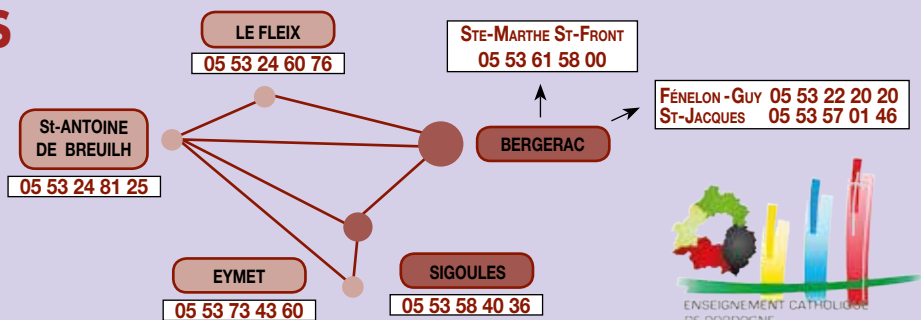 S
LE FLEIX
05 53 24 60 76
STE-MARTHE ST-FRONT
05 53 61 58 00
FÉNELON - GUY 05 53 22 20 20
ST-JACQUES 05 53 57 01 46
St-ANTOINE
DE BREUILH
05 53 24 81 25
BERGERAC
EYMET
05 53 73 43 60
SIGOULES
05 53 58 40 36
ENSEIGNEMENT CATHOLIQUE
DE DORDOGNE